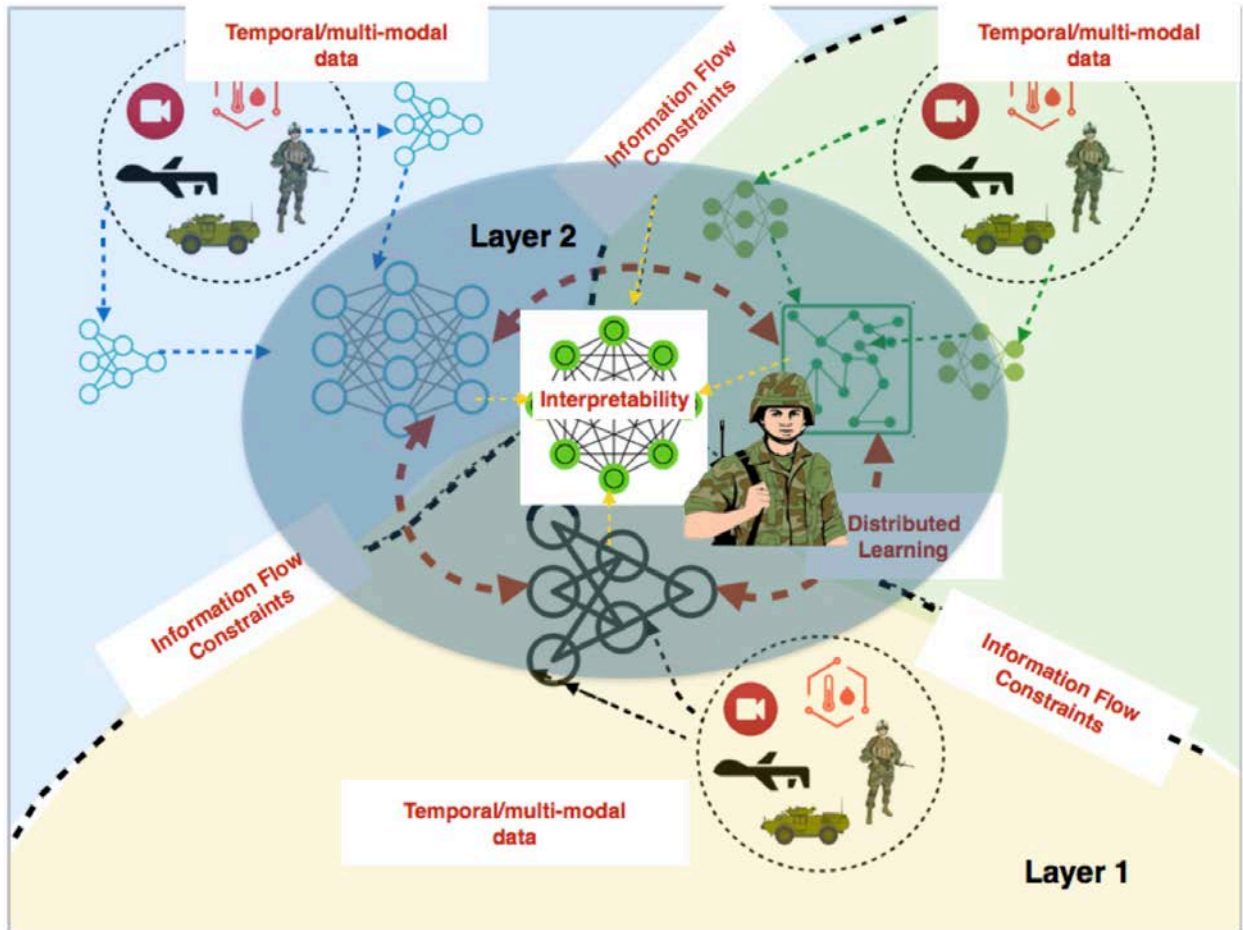 Temporal/multi-modal
data
Information Flow
Constraints
Temporal/multi-modal
data
Layer 2
Interpretability
Distributed
Learning
Information Flow
Constraints
Information Flow
Constraints
Temporal/multi-modal
data
Layer 1